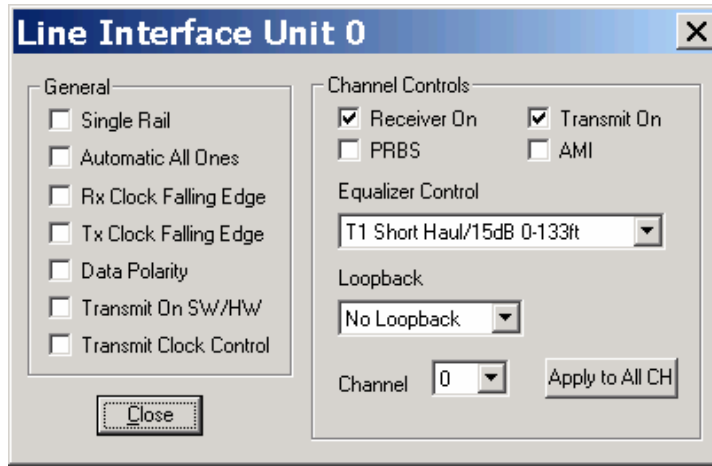 Line Interface Unit 0
General
Single Rail
Automatic All Ones
Rx Clock Falling Edge
Tx Clock Falling Edge
Data Polarity
Transmit On SW/HW
Transmit Clock Control
Close
Channel Controls
Receiver On
Transmit On
PRBS
AMI
Equalizer Control
T1 Short Haul/15dB 0-133ft
Loopback
No Loopback
Channel
0
Apply to All CH